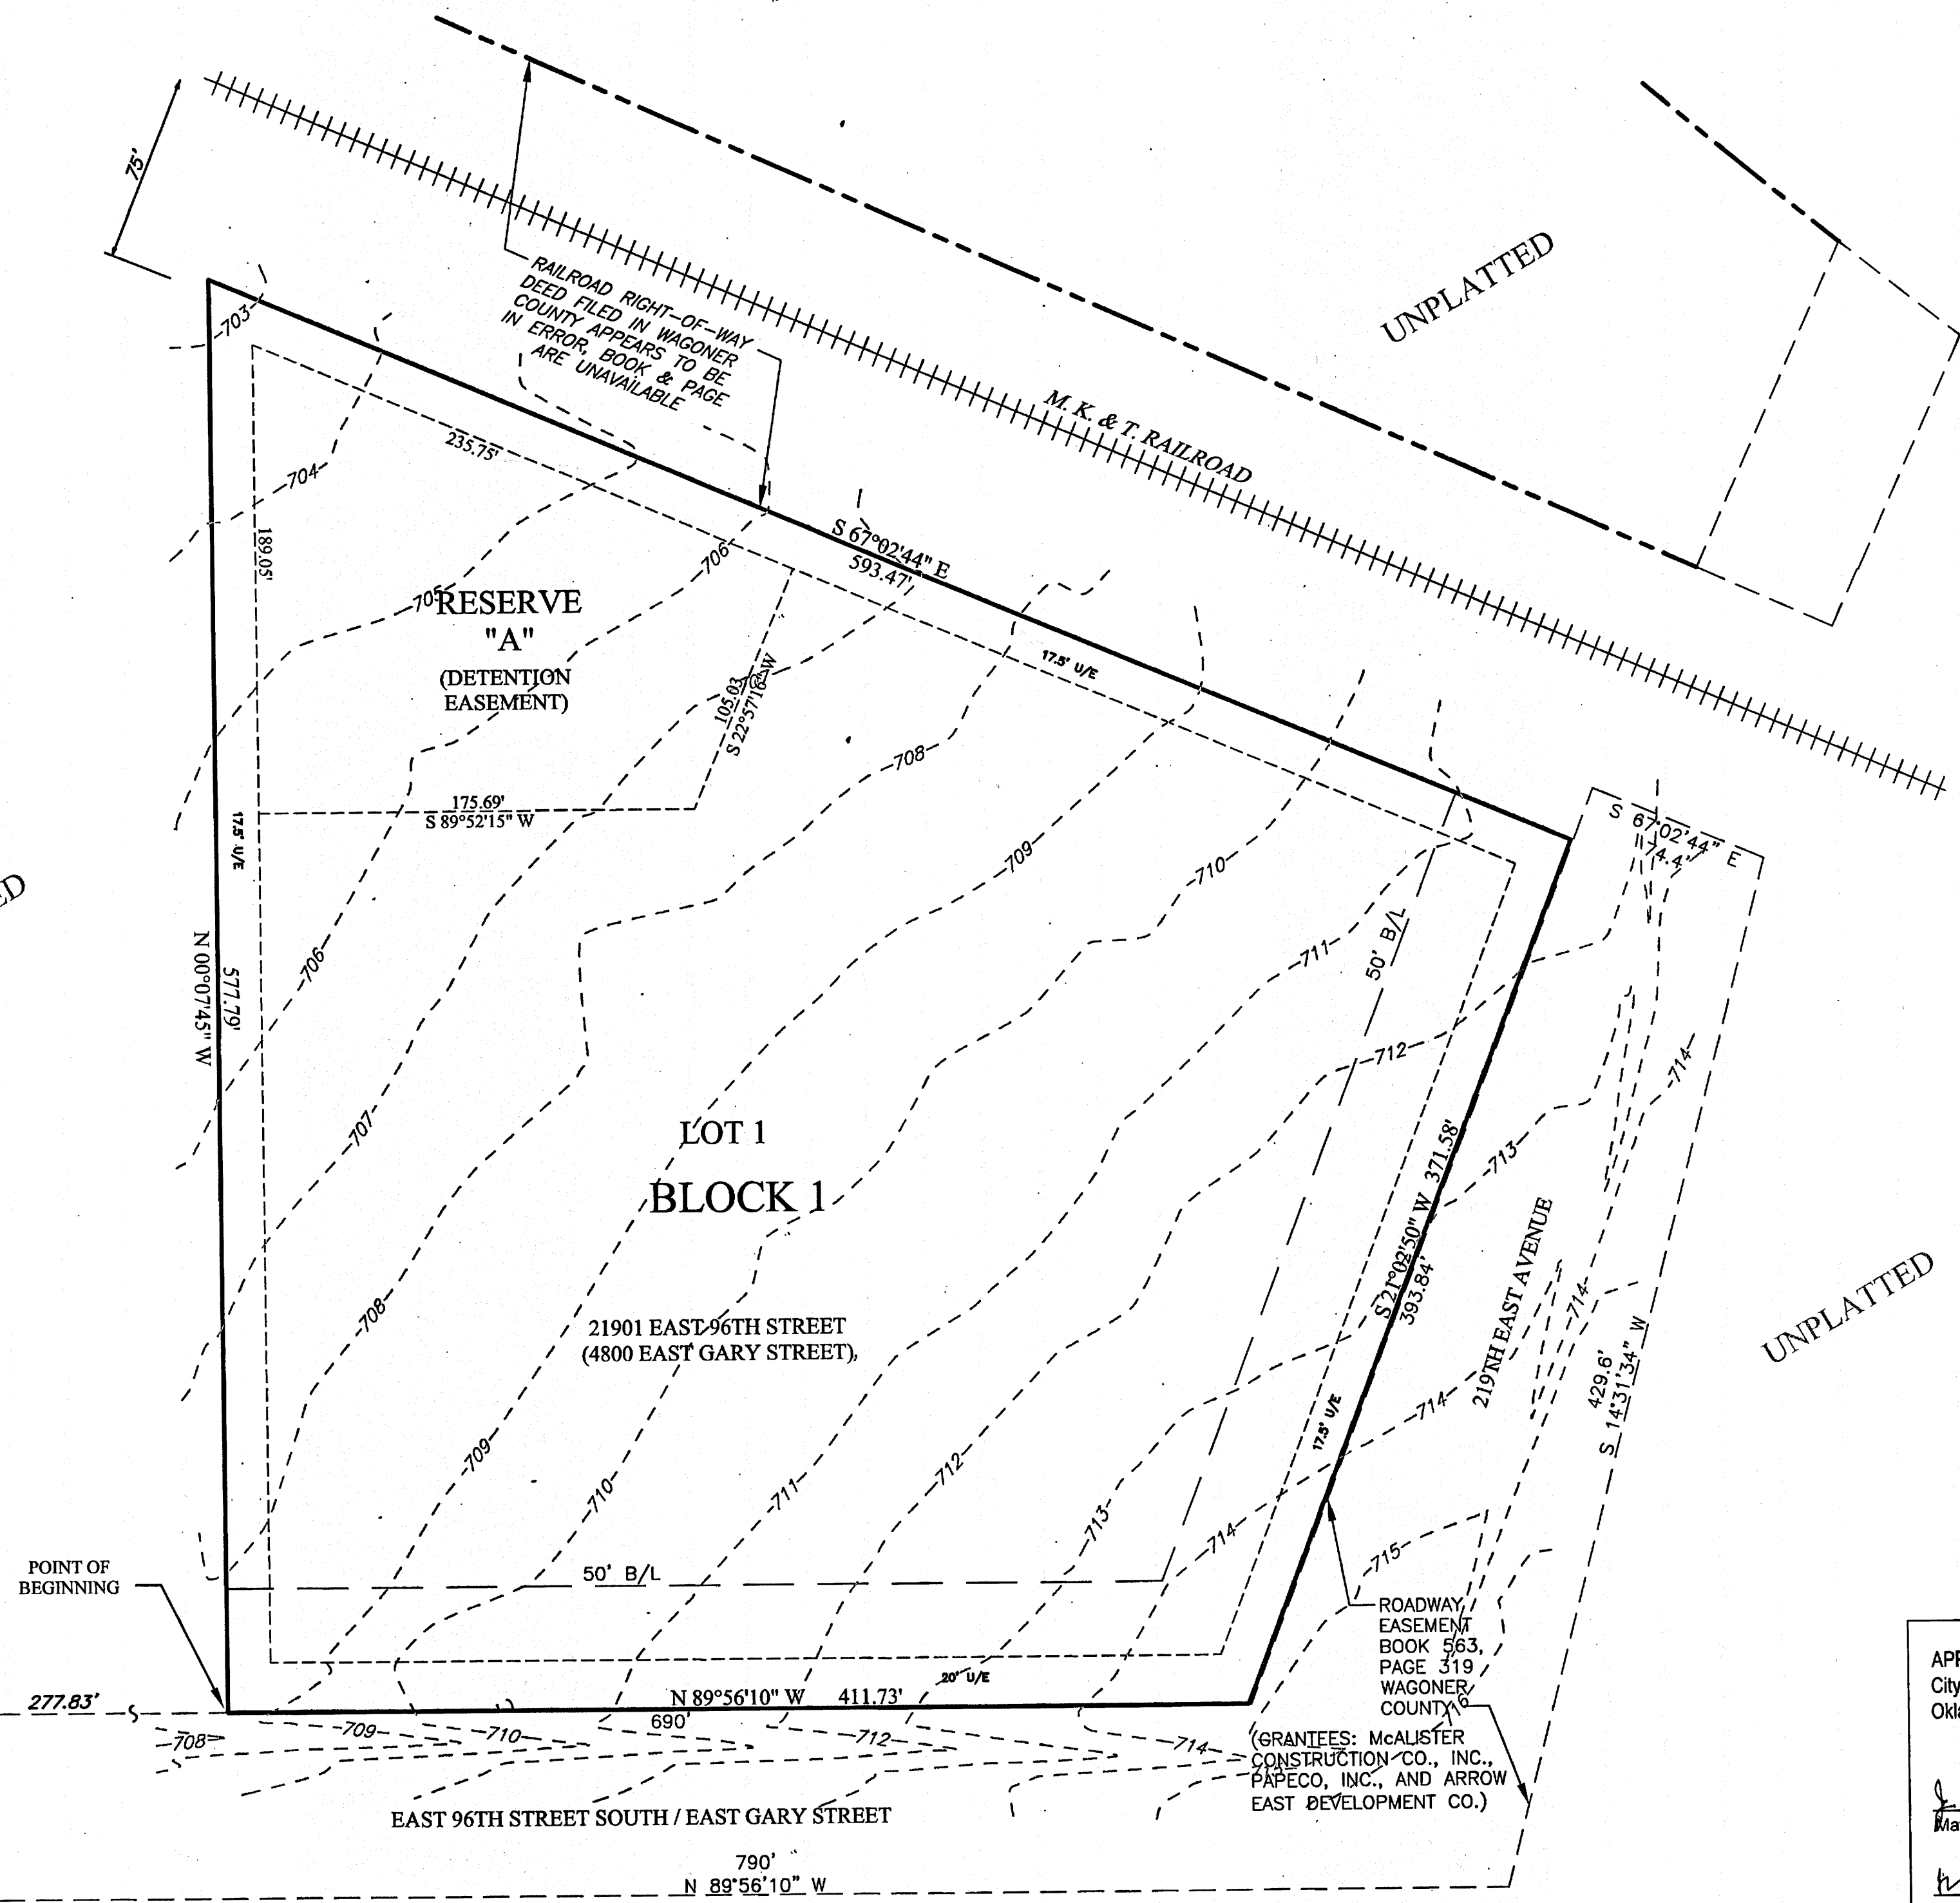 75'
UNPLATTED
RAILROAD RIGHT-OF-WAY
DEED FILED IN WAGONER
COUNTY APPEARS TO BE
IN ERROR, BOOK & PAGE
ARE UNAVAILABLE
M. K. & T. RAILROAD
703
704
235.75'
189.05'
S 67°02'44" E
593.47'
706
705
RESERVE
"A"
(DETENTION
EASEMENT)
17.5' U/E
105.03
S 22°57'16" W
708
175.69'
S 89°52'15" W
S 67°02'44" E
74.4'
17.5' U/E
709
710
50' B/L
711
706
N 00°07'45" W
577.79'
712
714
707
LOT 1
BLOCK 1
713
S 21°02'50" W 371.58'
393.84'
219TH EAST AVENUE
UNPLATTED
708
21901 EAST 96TH STREET
(4800 EAST GARY STREET)
714
714
429.6'
S 14°31'34" W
17.5' U/E
709
710
711
712
713
714
715
POINT OF
BEGINNING
50' B/L
ROADWAY
EASEMENT
BOOK 563,
PAGE 319
WAGONER
COUNTY
(GRANTEES: McALISTER
CONSTRUCTION CO., INC.,
PAPECO, INC., AND ARROW
EAST DEVELOPMENT CO.)
20' U/E
277.83'
S
N 89°56'10" W 411.73'
690'
708
709
710
712
714
EAST 96TH STREET SOUTH / EAST GARY STREET
790'
N 89°56'10" W
City